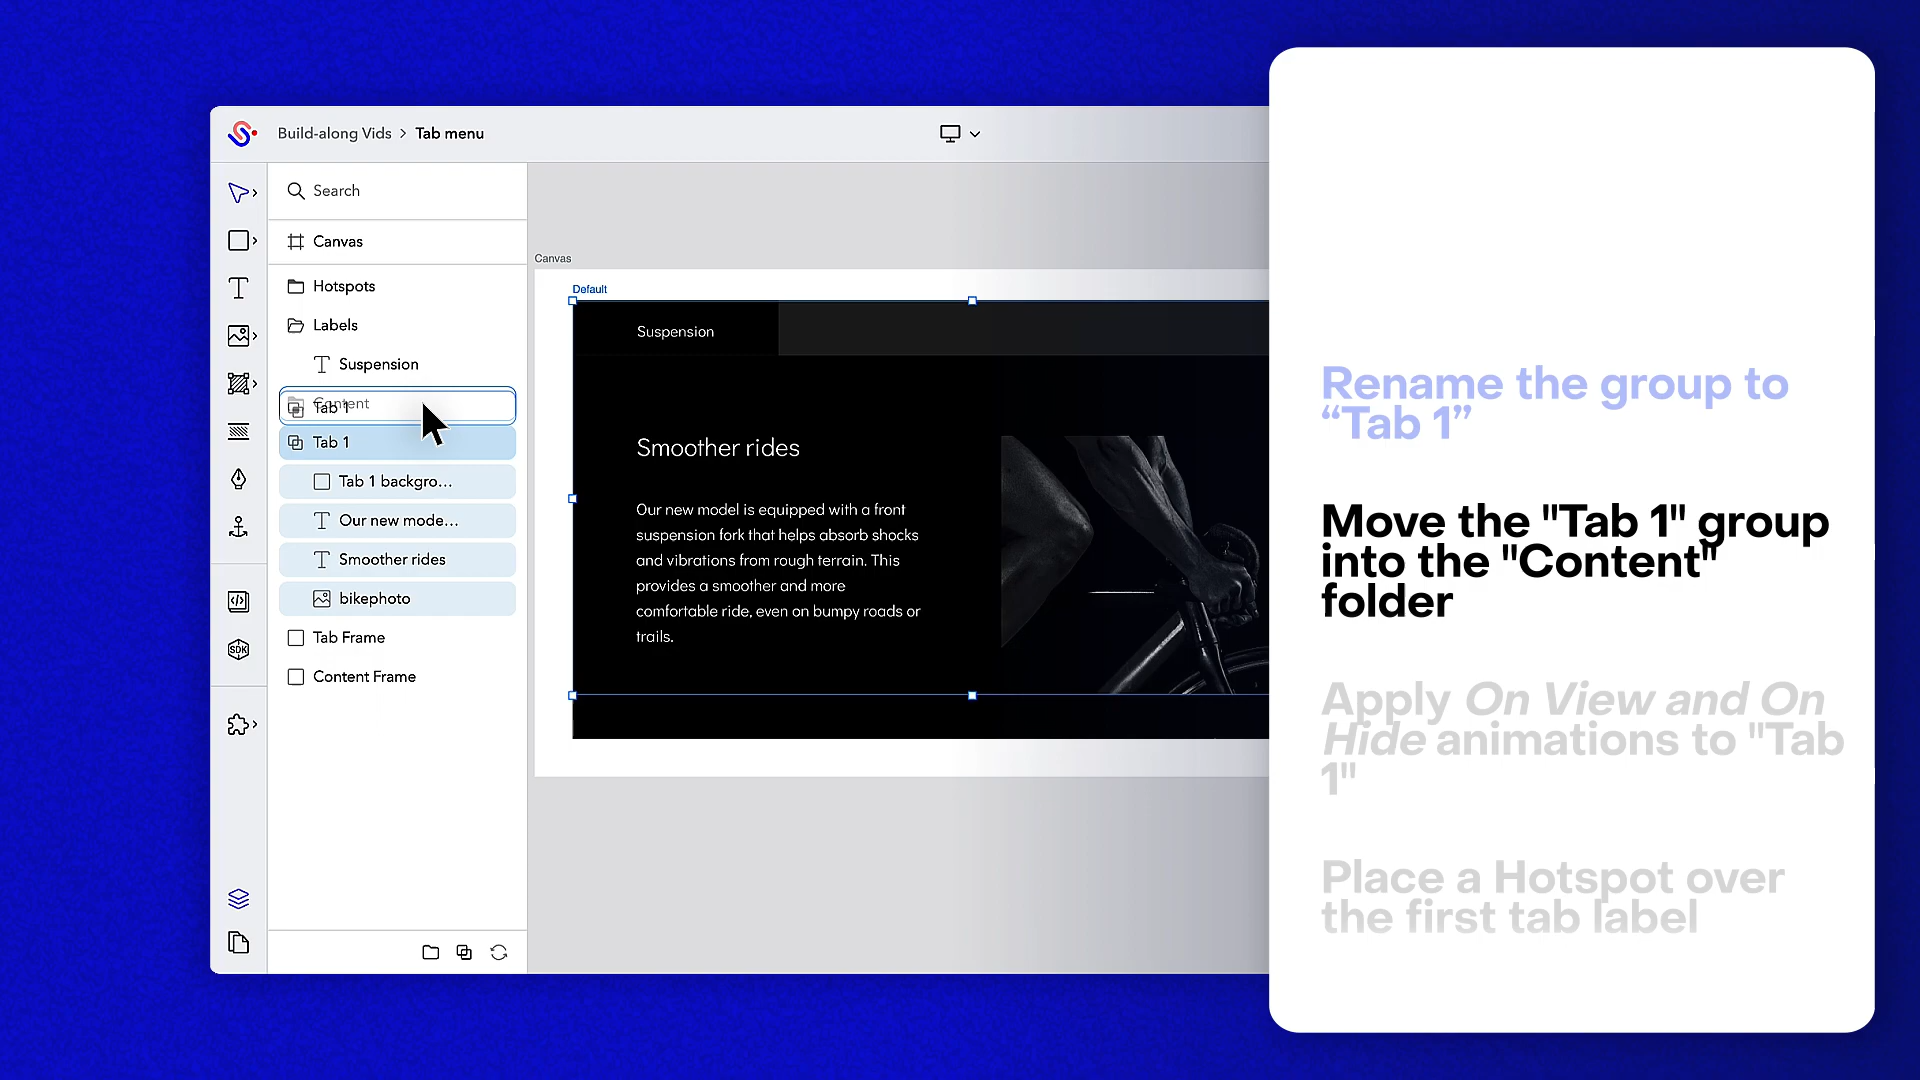 Build-along Vids > Tab menu
Search
Canvas
Hotspots
Labels
Suspension
Content
Tab 1
Tab 1
Tab 1 backgro...
Our new mode...
Smoother rides
bikephoto
Tab Frame
Content Frame
SDK
Canvas
Default
Suspension
Smoother rides
Our new model is equipped with a front
suspension fork that helps absorb shocks
and vibrations from rough terrain. This
provides a smoother and more
comfortable ride, even on bumpy roads or
trails.
Rename the group to
“Tab 1”
Move the "Tab 1" group
into the "Content"
folder
Apply On View and On
Hide animations to "Tab
1"
Place a Hotspot over
the first tab label